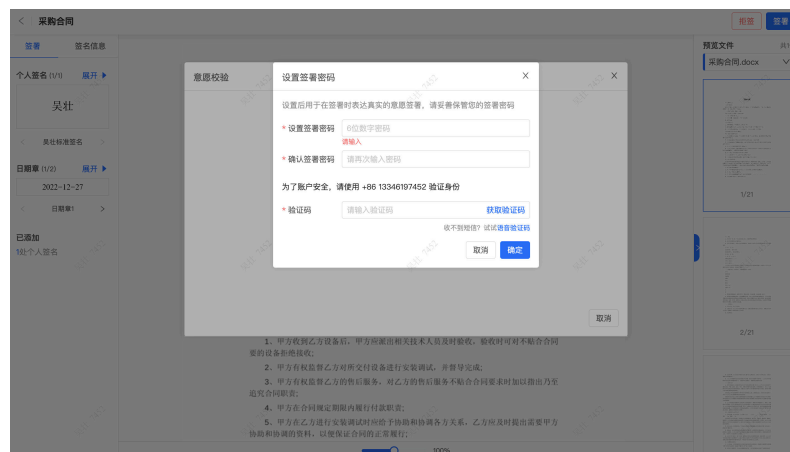 采购合同
拒签
签署
签署
签名信息
个人签名 (1/1)
展开
吴壮
吴壮标准签名
日期章 (1/2)
展开
2022-12-27
日期章1
已添加
1处个人签名
意愿校验
设置签署密码
设置后用于在签署时表达真实的意愿签署，请妥善保管您的签署密码
* 设置签署密码
6位数字密码
请输入
* 确认签署密码
请再次输入密码
为了账户安全，请使用 +86 13346197452 验证身份
* 验证码
请输入验证码
获取验证码
收不到短信？试试语音验证码
取消
确定
取消
1、甲方收到乙方设备后，甲方应派出相关技术人员及时验收，验收时可对不贴合合同
要的设备拒绝接收;
2、甲方有权监督乙方对所交付设备进行安装调试，并督导完成;
3、甲方有权监督乙方的售后服务，对乙方的售后服务不贴合合同要求时加以指出乃至
追究合同职责;
4、甲方在合同规定期限内履行付款职责;
5、甲方在乙方进行安装调试时应给予协助和协调各方关系，乙方应及时提出需要甲方
协助和协调的资料，以便保证合同的正常履行;
100%
预览文件
共1
采购合同.docx
1/21
2/21